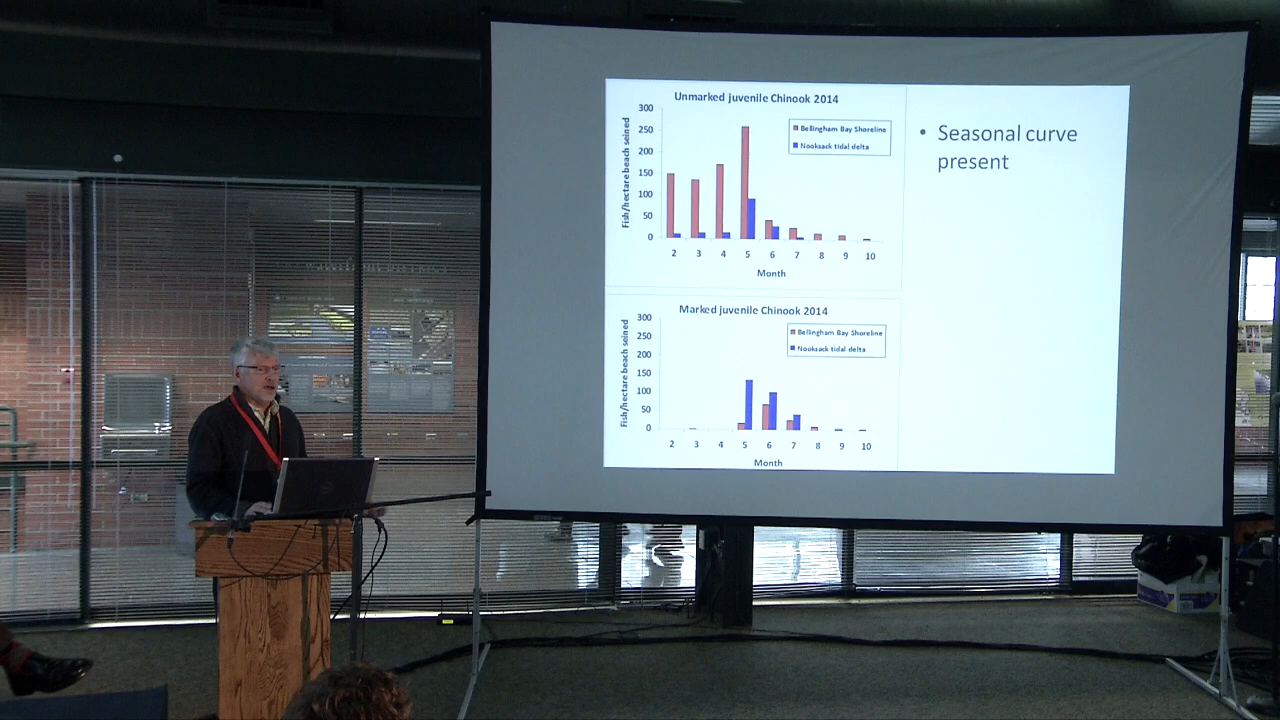 Unmarked juvenile Chinook 2014
Fish/hectare beach seined
300
250
200
150
100
50
0
Bellingham Bay Shoreline
Nooksack tidal delta
2 3 4 5 6 7 8 9 10
Month
Marked juvenile Chinook 2014
Fish/hectare beach seined
300
250
200
150
100
50
0
Bellingham Bay Shoreline
Nooksack tidal delta
2 3 4 5 6 7 8 9 10
Month
• Seasonal curve
present